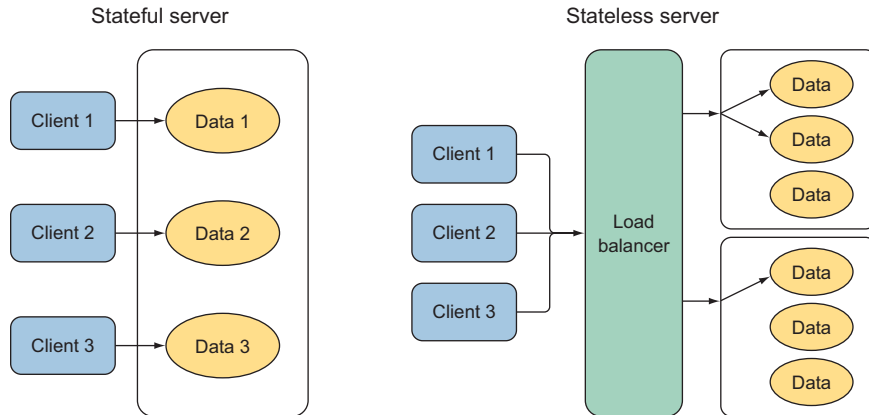 Stateful server
Client 1
Data 1
Client 2
Data 2
Client 3
Data 3
Stateless server
Client 1
Client 2
Client 3
Load
balancer
Data
Data
Data
Data
Data
Data